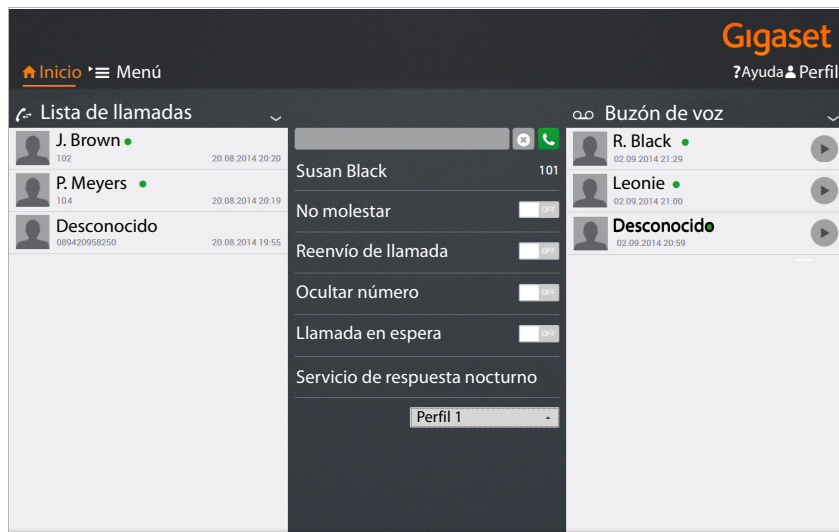 Gigaset
Inicio Menú
?Ayuda Perfil
Lista de llamadas
J. Brown
102 20.08.2014 20:20
P. Meyers
104 20.08.2014 20:19
Desconocido
089420958250 20.08.2014 19:55
Susan Black 101
No molestar OFF
Reenvío de llamada OFF
Ocultar número OFF
Llamada en espera OFF
Servicio de respuesta nocturno
Perfil 1
Buzón de voz
R. Black
02.09.2014 21:29
Leonie
02.09.2014 21:00
Desconocido
02.09.2014 20:59